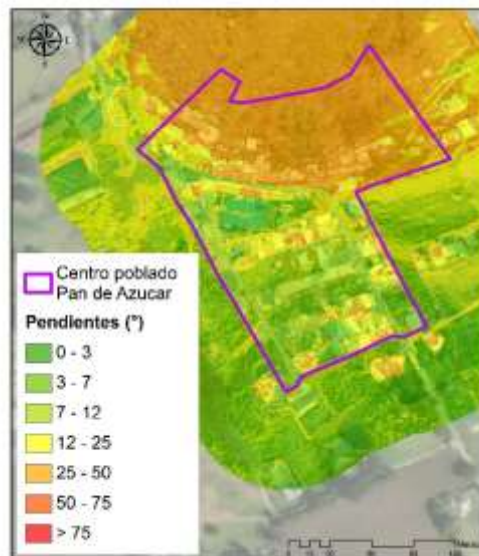 N
Centro poblado
Pan de Azucar
Pendientes (°)
0 - 3
3 - 7
7 - 12
12 - 25
25 - 50
50 - 75
> 75